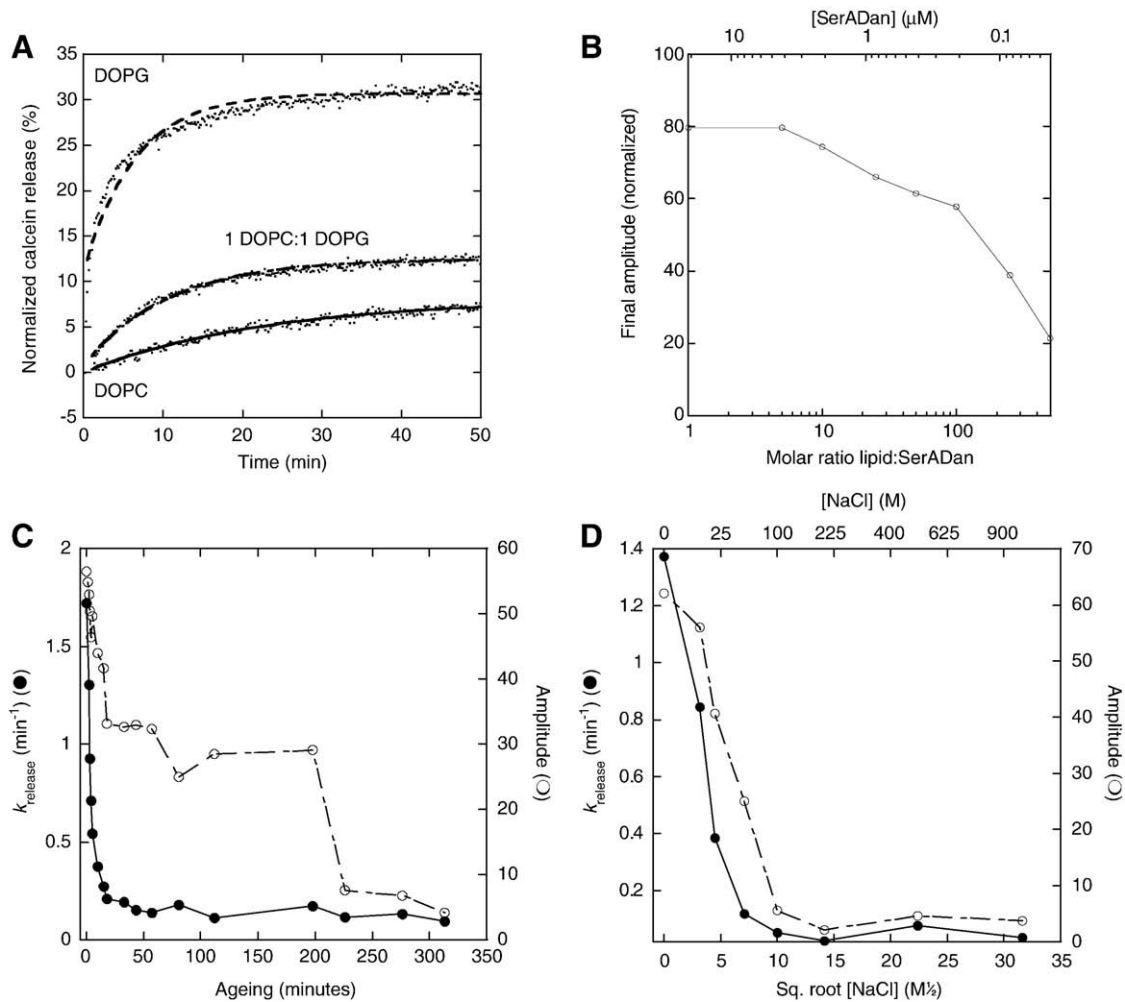 A
35
DOPG
30
25
20
15
1 DOPC:1 DOPG
10
5
0
DOPC
-5
0 10 20 30 40 50
Time (min)
Normalized calcein release (%)
B
[SerADan] (μM)
10 1 0.1
100
80
60
40
20
0
1 10 100
Molar ratio lipid:SerADan
Final amplitude (normalized)
C
2
1.5
1
0.5
0
60
50
40
30
20
10
0
0 50 100 150 200 250 300 350
Ageing (minutes)
k release (min⁻¹) (●)
Amplitude (○)
D
[NaCl] (M)
0 25 100 225 400 625 900
1.4
1.2
1
0.8
0.6
0.4
0.2
70
60
50
40
30
20
10
0
0 5 10 15 20 25 30 35
Sq. root [NaCl] (M½)
k release (min⁻¹) (●)
Amplitude (○)